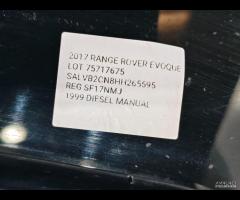 2017 RANGE ROVER EVOQUE
LOT 75717675
SALVB2CN8HH265595
REG SF17NMJ
1999 DIESEL MANUAL